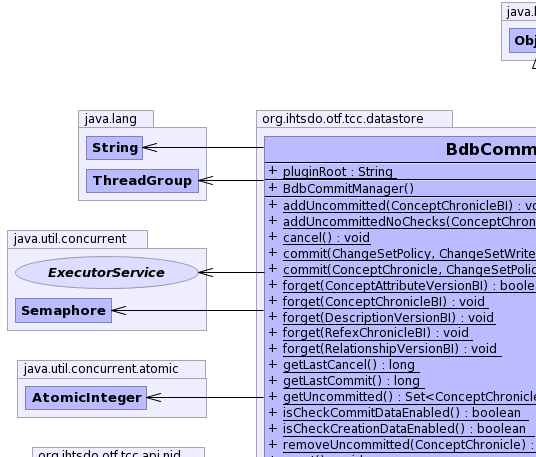 java.l
Obj
java.lang
String
ThreadGroup
java.util.concurrent
ExecutorService
Semaphore
java.util.concurrent.atomic
AtomicInteger
org.ihtsdo.otf.tcc.api.nid
org.ihtsdo.otf.tcc.datastore
BdbComm
+ pluginRoot : String
+ BdbCommitManager()
+ addUncommitted(ConceptChronicleBI) : vo
+ addUncommittedNoChecks(ConceptChron
+ cancel() : void
+ commit(ChangeSetPolicy, ChangeSetWrite
+ commit(ConceptChronicle, ChangeSetPolic
+ forget(ConceptAttributeVersionBI) : boolea
+ forget(ConceptChronicleBI) : void
+ forget(DescriptionVersionBI) : void
+ forget(RefexChronicleBI) : void
+ forget(RelationshipVersionBI) : void
+ getLastCancel() : long
+ getLastCommit() : long
+ getUncommitted() : Set<ConceptChronicle
+ isCheckCommitDataEnabled() : boolean
+ isCheckCreationDataEnabled() : boolean
+ removeUncommitted(ConceptChronicle) :